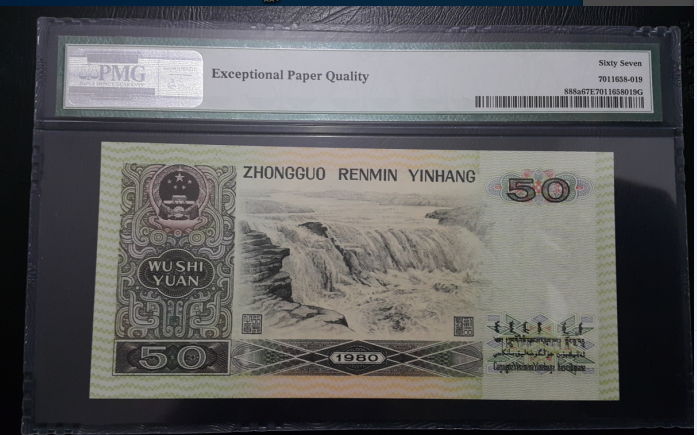 PMG
Exceptional Paper Quality
Sixty Seven
7011658-019
888a67E7011658019G
ZHONGGUO RENMIN YINHANG
50
WU SHI
YUAN
50
1980